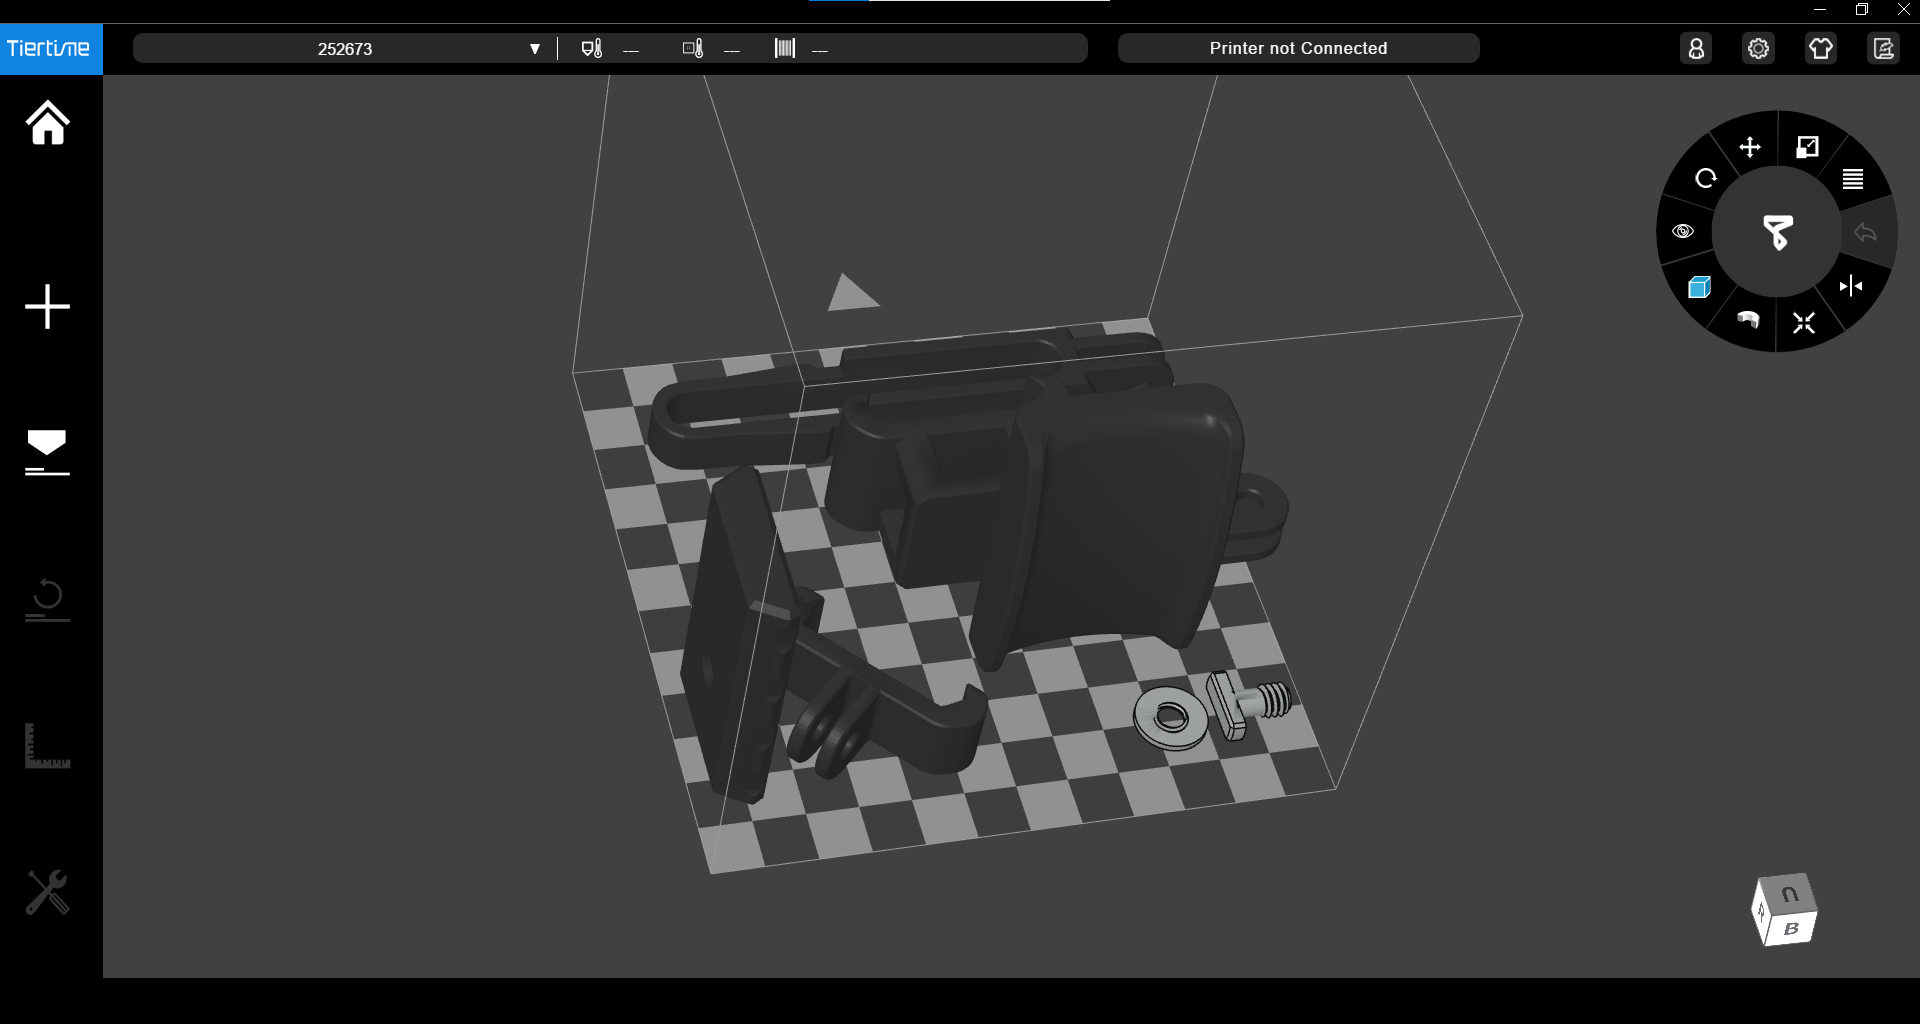 Tiertime
252673
---
---
---
Printer not Connected
U
B